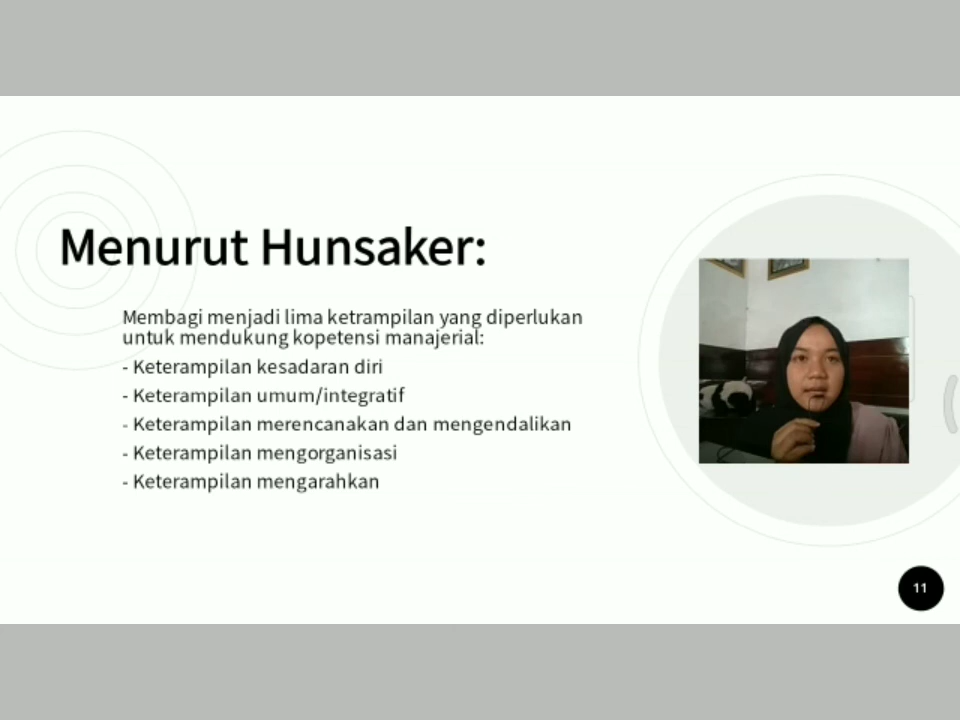 Menurut Hunsaker:
Membagi menjadi lima ketrampilan yang diperlukan
untuk mendukung kopetensi manajerial:
- Keterampilan kesadaran diri
- Keterampilan umum/integratif
- Keterampilan merencanakan dan mengendalikan
- Keterampilan mengorganisasi
- Keterampilan mengarahkan
11